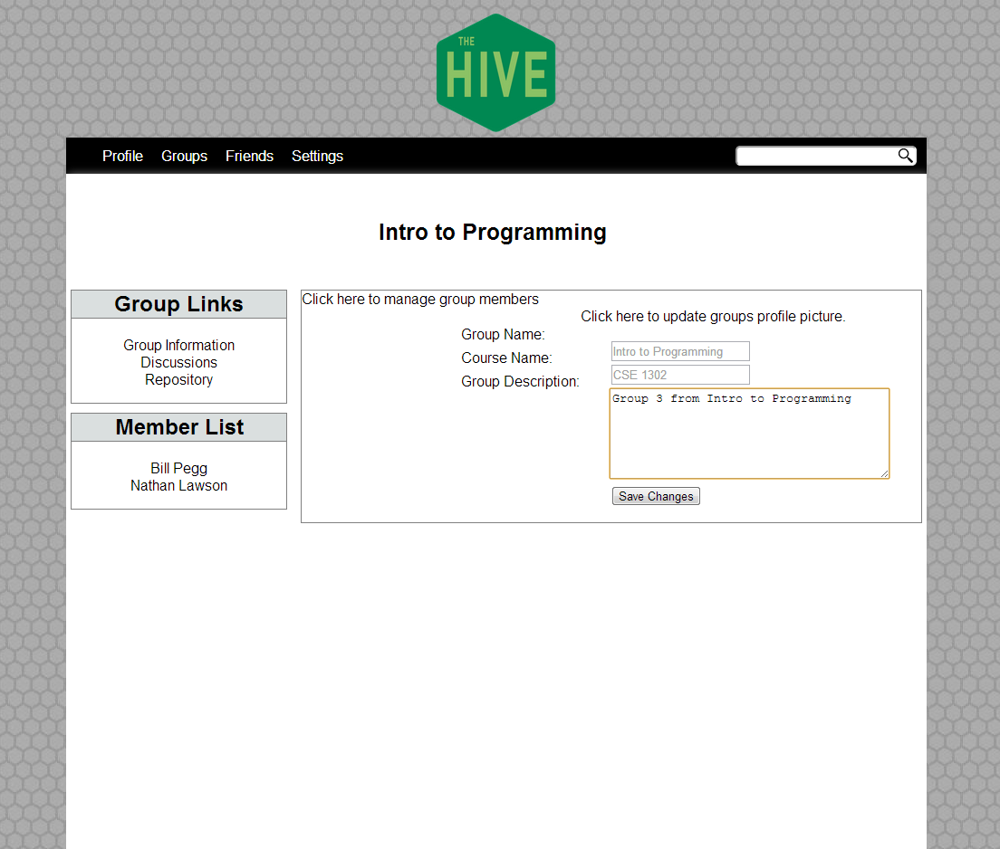 THE
HIVE
Profile Groups Friends Settings
Intro to Programming
Group Links
Group Information
Discussions
Repository
Member List
Bill Pegg
Nathan Lawson
Click here to manage group members
Click here to update groups profile picture.
Group Name:
Intro to Programming
Course Name:
CSE 1302
Group Description:
Group 3 from Intro to Programming
Save Changes